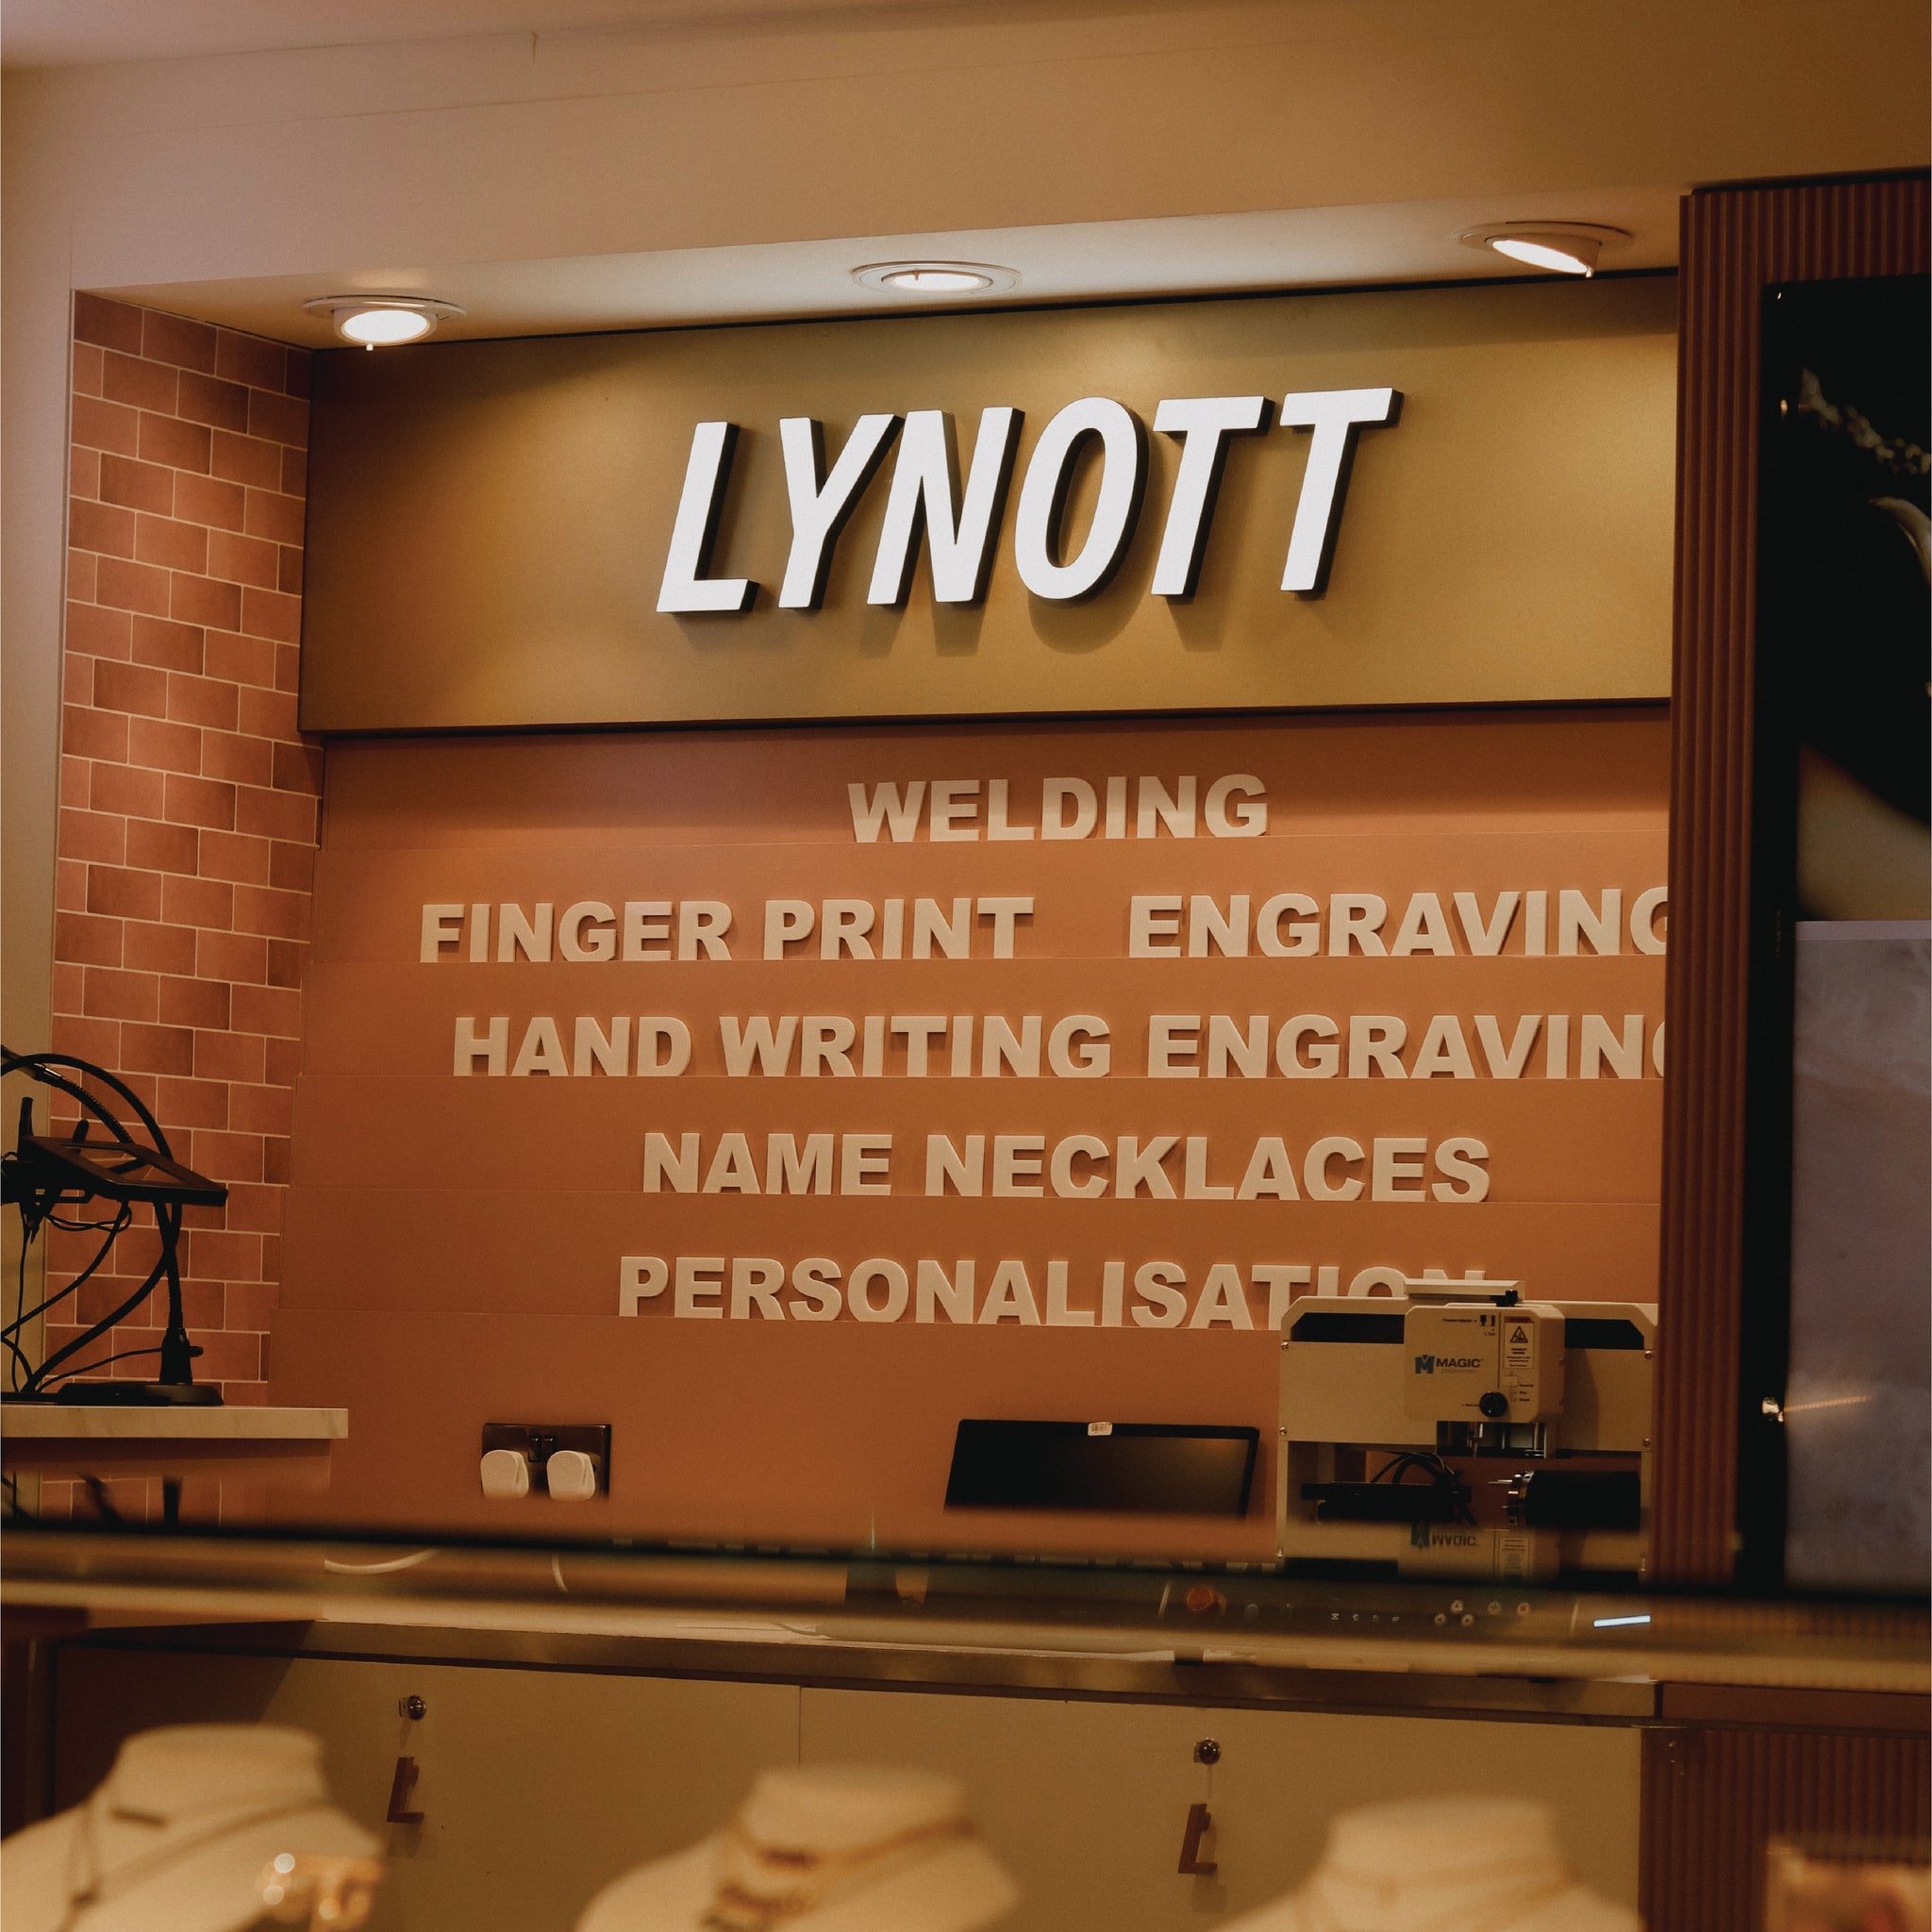 LYNOTT
WELDING
FINGER PRINT ENGRAVING
HAND WRITING ENGRAVING
NAME NECKLACES
PERSONALISATION
MAGIC